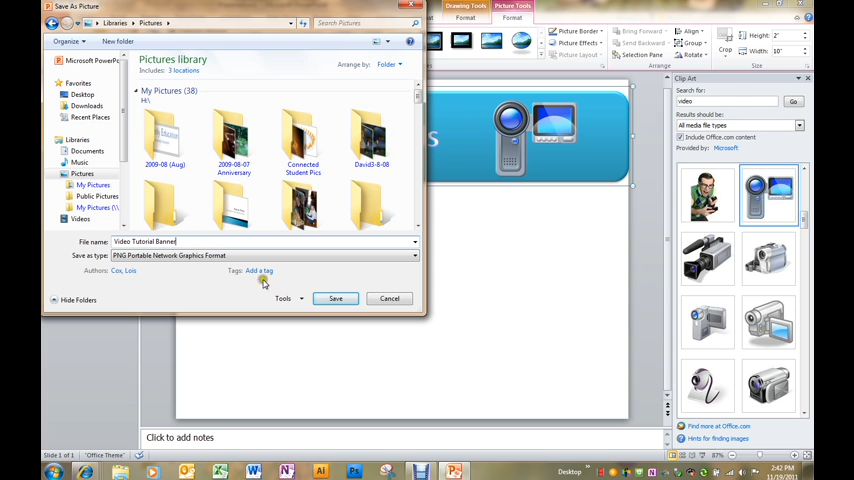 Save As Picture
Drawing Tools
Picture Tools
Format
Format
Libraries
Pictures
Search Pictures
Organize
New folder
Picture Border
Picture Effects
Picture Layout
Bring Forward
Send Backward
Selection Pane
Align
Group
Rotate
Crop
Height: 2"
Width: 10"
Arrange
Size
Microsoft PowerPo
Favorites
Desktop
Downloads
Recent Places
Libraries
Documents
Music
Pictures
My Pictures
Public Pictures
My Pictures (\\
Videos
Pictures library
Includes: 3 locations
Arrange by: Folder
My Pictures (38)
H:\
2009-08 (Aug)
2009-08-07
Anniversary
Connected
Student Pics
David3-8-08
File name: Video Tutorial Banner
Save as type: PNG Portable Network Graphics Format
Authors: Cox, Lois
Tags: Add a tag
Hide Folders
Tools
Save
Cancel
s
Clip Art
Search for:
video
Go
Results should be:
All media file types
Include Office.com content
Provided by: Microsoft
Find more at Office.com
Hints for finding images
Click to add notes
Slide 1 of 1
"Office Theme"
87%
Desktop
2:42 PM
11/19/2011